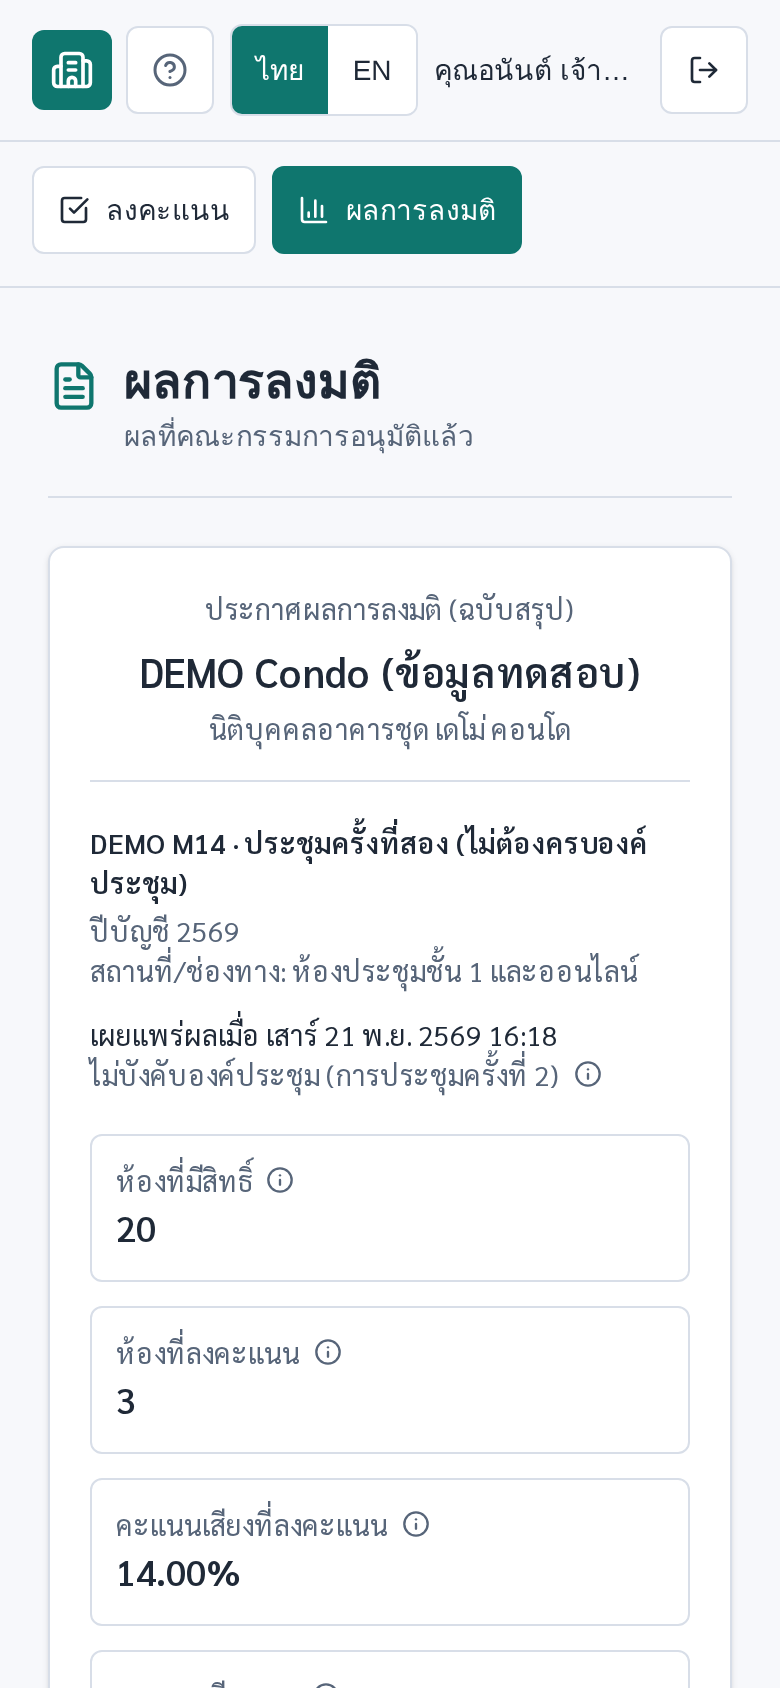 ไทย
EN
คุณอนันต์ เจ้า...
ลงคะแนน
ผลการลงมติ
ผลการลงมติ
ผลที่คณะกรรมการอนุมัติแล้ว
ประกาศผลการลงมติ (ฉบับสรุป)
DEMO Condo (ข้อมูลทดสอบ)
นิติบุคคลอาคารชุด เดโม่ คอนโด
DEMO M14 · ประชุมครั้งที่สอง (ไม่ต้องครบองค์
ประชุม)
ปีบัญชี 2569
สถานที่/ช่องทาง: ห้องประชุมชั้น 1 และออนไลน์
เผยแพร่ผลเมื่อ เสาร์ 21 พ.ย. 2569 16:18
ไม่บังคับองค์ประชุม (การประชุมครั้งที่ 2)
ห้องที่มีสิทธิ์
20
ห้องที่ลงคะแนน
3
คะแนนเสียงที่ลงคะแนน
14.00%